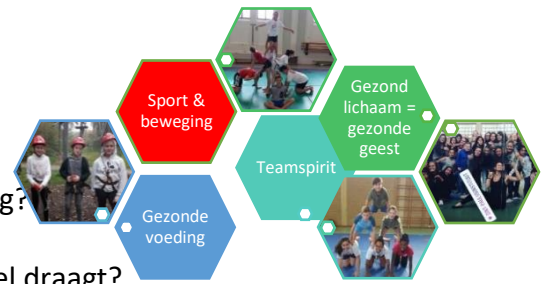 Sport &
beweging
Gezond
lichaam =
gezonde
geest
Teamspirit
Gezonde
voeding
g?
el draagt?